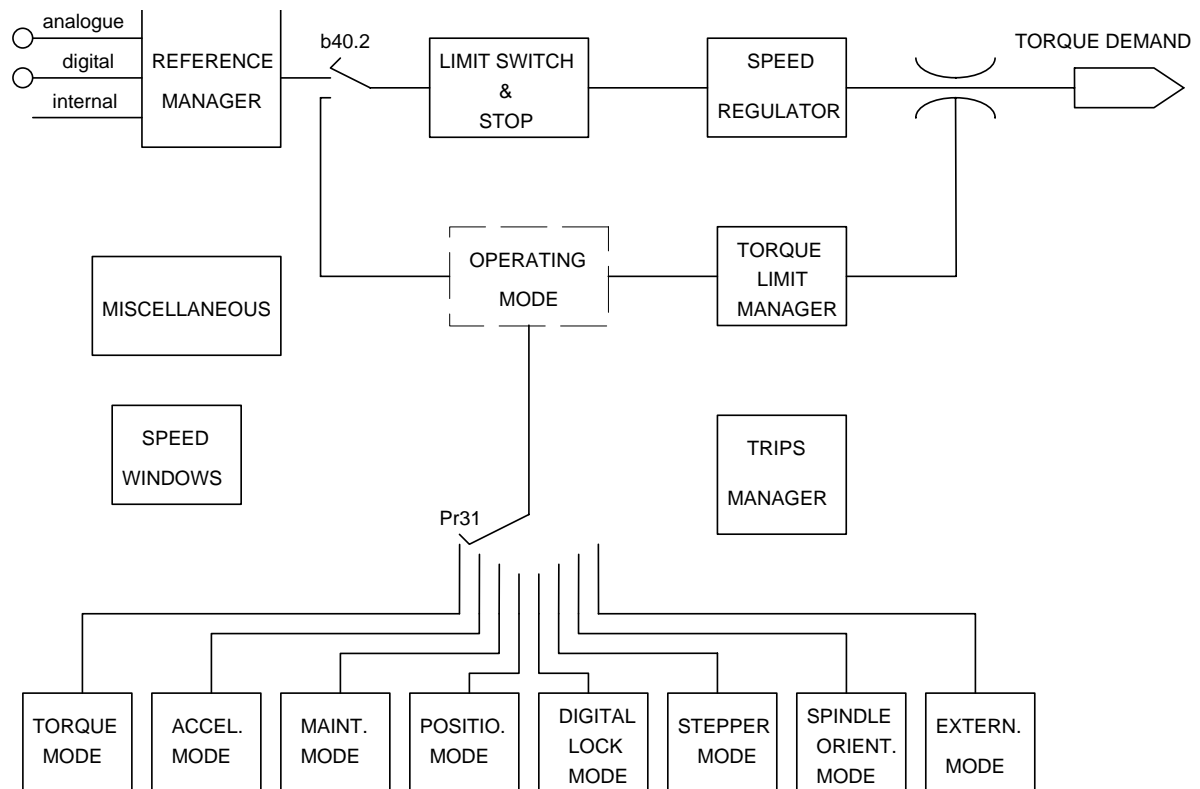 analogue
digital
internal
REFERENCE
MANAGER
b40.2
LIMIT SWITCH
&
STOP
SPEED
REGULATOR
TORQUE DEMAND
OPERATING
MODE
TORQUE
LIMIT
MANAGER
MISCELLANEOUS
SPEED
WINDOWS
TRIPS
MANAGER
Pr31
TORQUE
MODE
ACCEL.
MODE
MAINT.
MODE
POSITIO.
MODE
DIGITAL
LOCK
MODE
STEPPER
MODE
SPINDLE
ORIENT.
MODE
EXTERN.
MODE